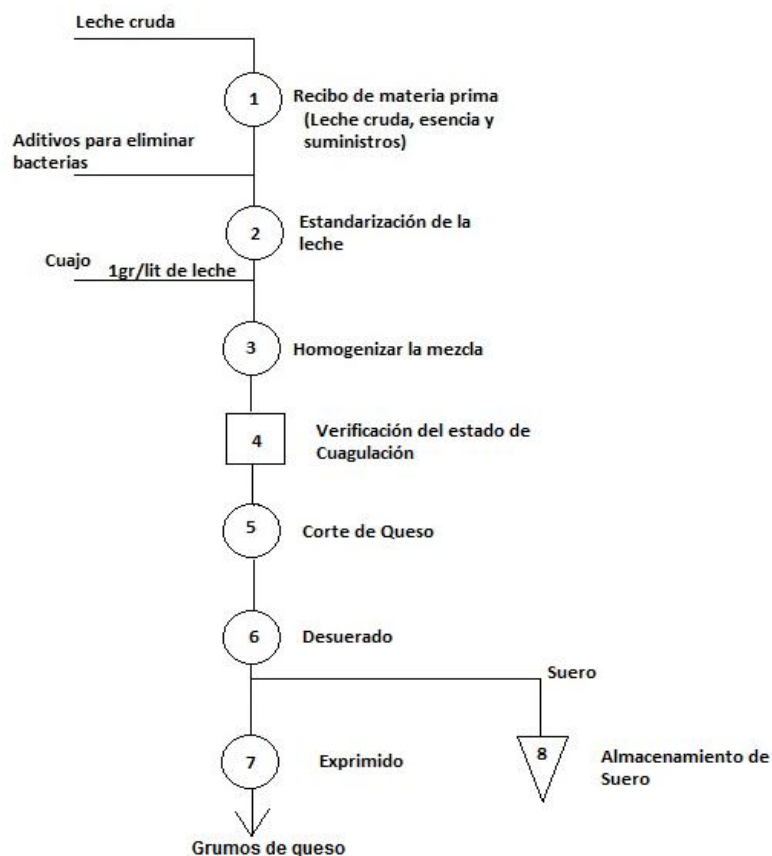 Leche cruda
1
Recibo de materia prima
(Leche cruda, esencia y
suministros)
Aditivos para eliminar
bacterias
2
Estandarización de la
leche
Cuajo 1gr/lit de leche
3
Homogenizar la mezcla
4
Verificación del estado de
Cuagulación
5
Corte de Queso
6
Desuerado
Suero
7
Exprimido
8
Almacenamiento de
Suero
Grumos de queso